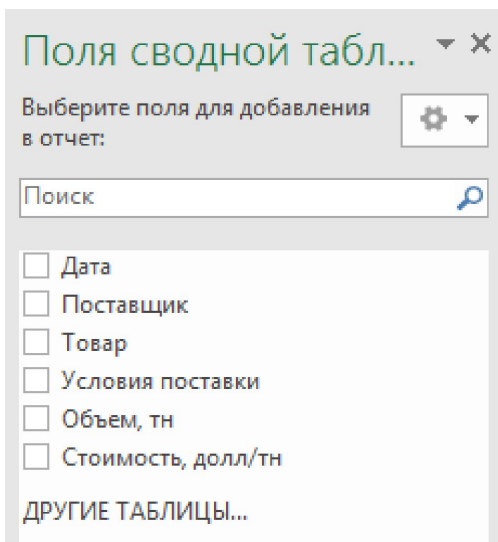 Поля сводной табл...
Выберите поля для добавления
в отчет:
Поиск
Дата
Поставщик
Товар
Условия поставки
Объем, тн
Стоимость, долл/тн
ДРУГИЕ ТАБЛИЦЫ...